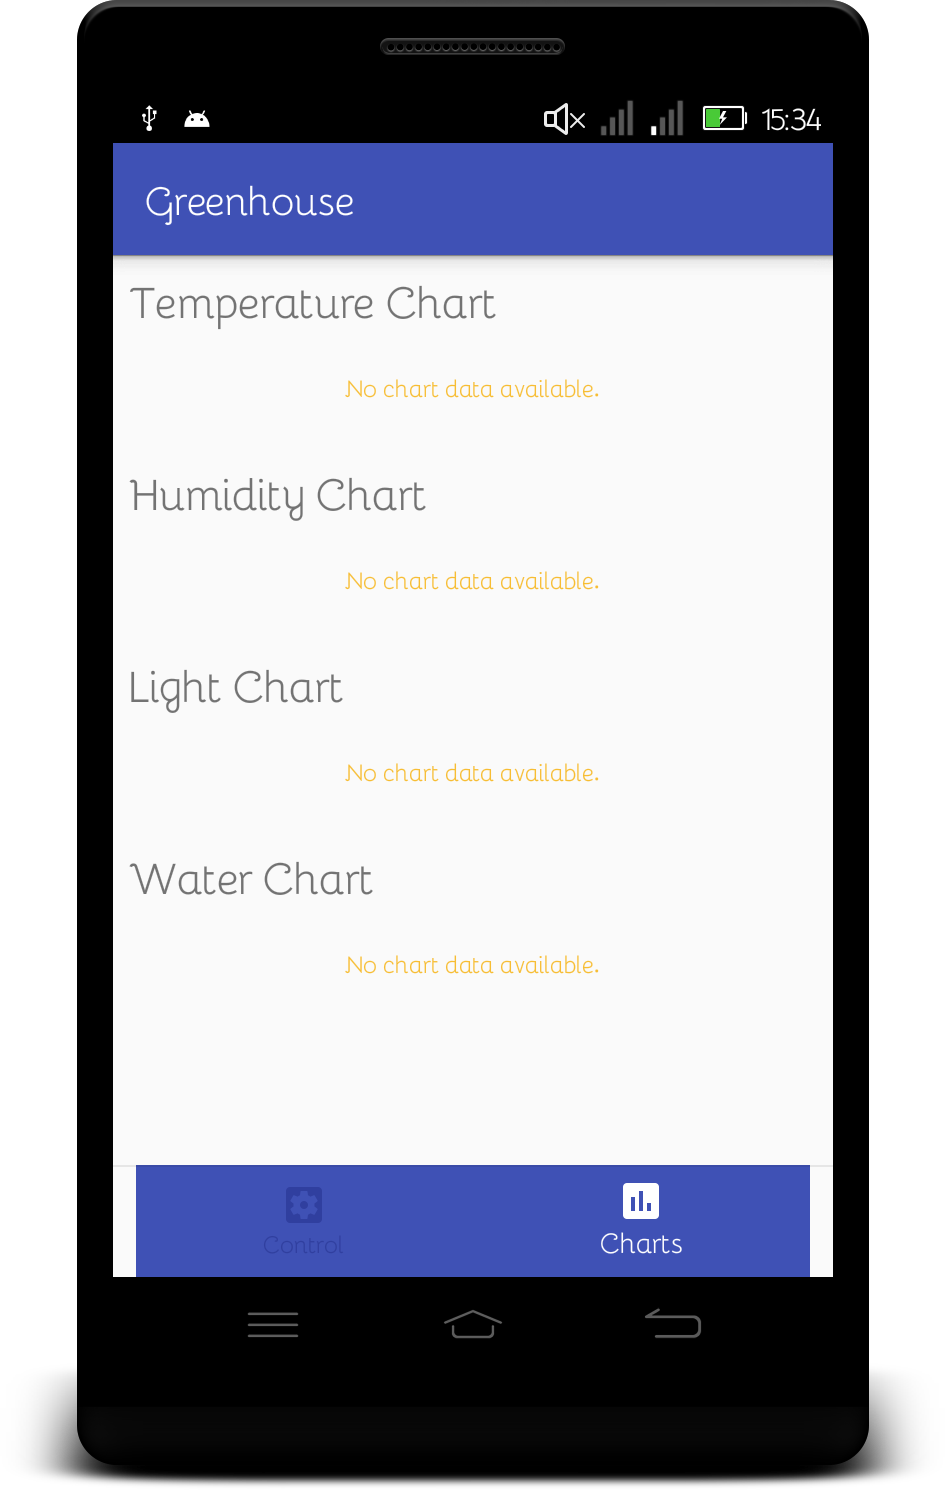 15:34
Greenhouse
Temperature Chart
No chart data available.
Humidity Chart
No chart data available.
Light Chart
No chart data available.
Water Chart
No chart data available.
Control
Charts